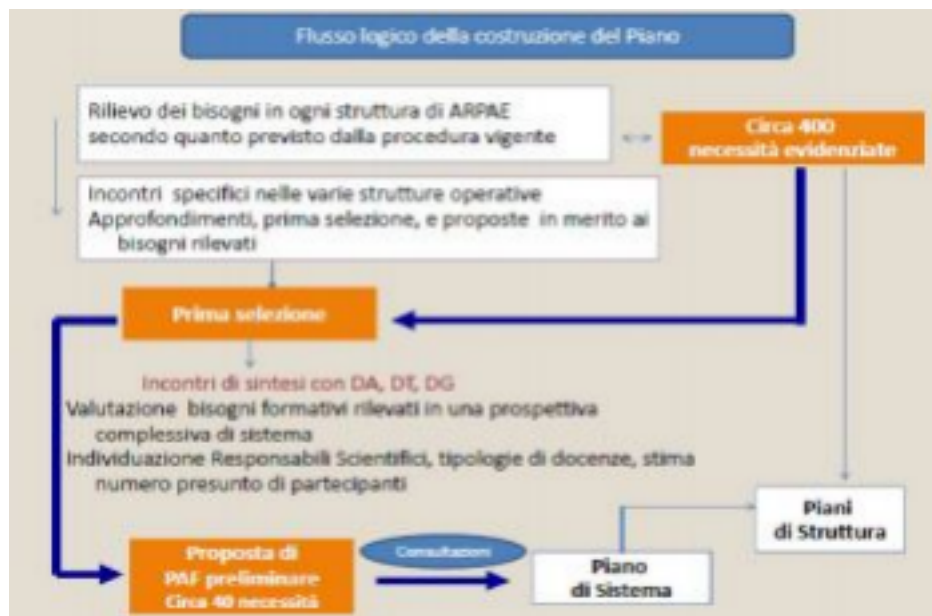 Flusso logico della costruzione del Piano
Rilievo dei bisogni in ogni struttura di ARPAE
secondo quanto previsto dalla procedura vigente
Circa 400
necessità evidenziate
Incontri specifici nelle varie strutture operative
Approfondimenti, prima selezione, e proposte in merito ai
bisogni rilevati
Prima selezione
Incontri di sintesi con DA, DT, DG
Valutazione bisogni formativi rilevati in una prospettiva
complessiva di sistema
Individuazione Responsabili Scientifici, tipologie di docenze, stima
numero presunto di partecipanti
Piani
di Struttura
Proposta di
PAF preliminare
Circa 40 necessità
Consultazioni
Piano
di Sistema